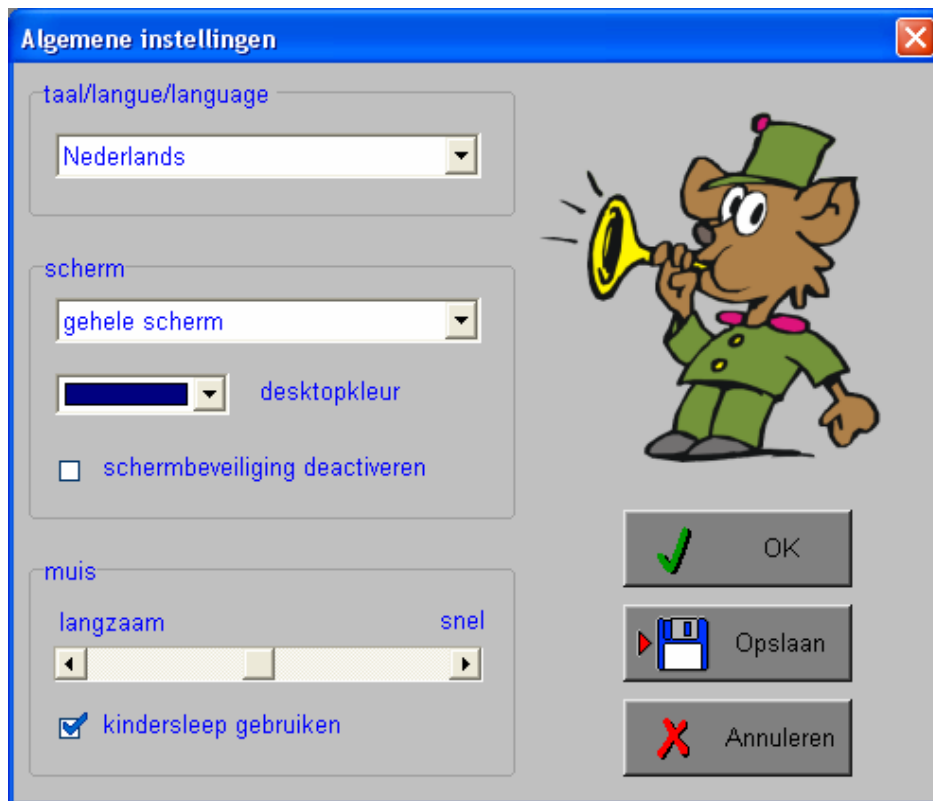 Algemene instellingen
taal/langue/language
Nederlands
scherm
gehele scherm
desktopkleur
schermbeveiliging deactiveren
muis
langzaam snel
kindersleep gebruiken
OK
Opslaan
Annuleren